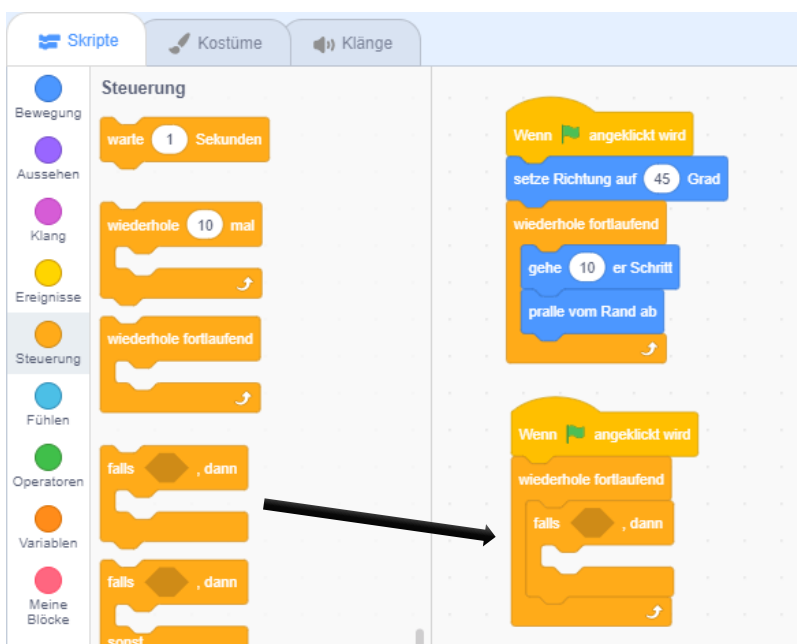 Skripte
Kostüme
Klänge
Bewegung
Aussehen
Klang
Ereignisse
Steuerung
Fühlen
Operatoren
Variablen
Meine
Blöcke
Steuerung
warte 1 Sekunden
wiederhole 10 mal
wiederhole fortlaufend
falls , dann
falls , dann
sonst
Wenn angeklickt wird
setze Richtung auf 45 Grad
wiederhole fortlaufend
gehe 10 er Schritt
pralle vom Rand ab
Wenn angeklickt wird
wiederhole fortlaufend
falls , dann